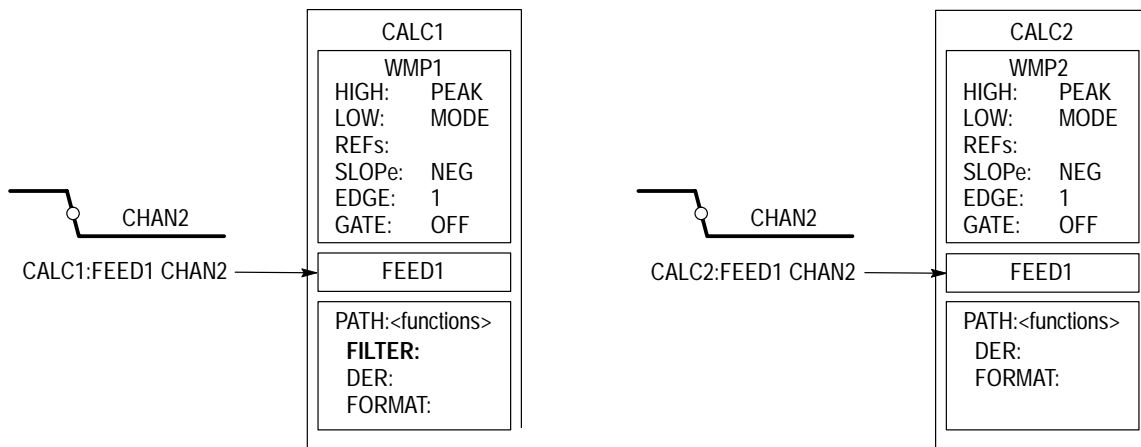 CALC1
WMP1
HIGH: PEAK
LOW: MODE
REFs:
SLOPe: NEG
EDGE: 1
GATE: OFF
CHAN2
CALC1:FEED1 CHAN2
FEED1
PATH:<functions>
FILTER:
DER:
FORMAT:
CALC2
WMP2
HIGH: PEAK
LOW: MODE
REFs:
SLOPe: NEG
EDGE: 1
GATE: OFF
CHAN2
CALC2:FEED1 CHAN2
FEED1
PATH:<functions>
DER:
FORMAT: